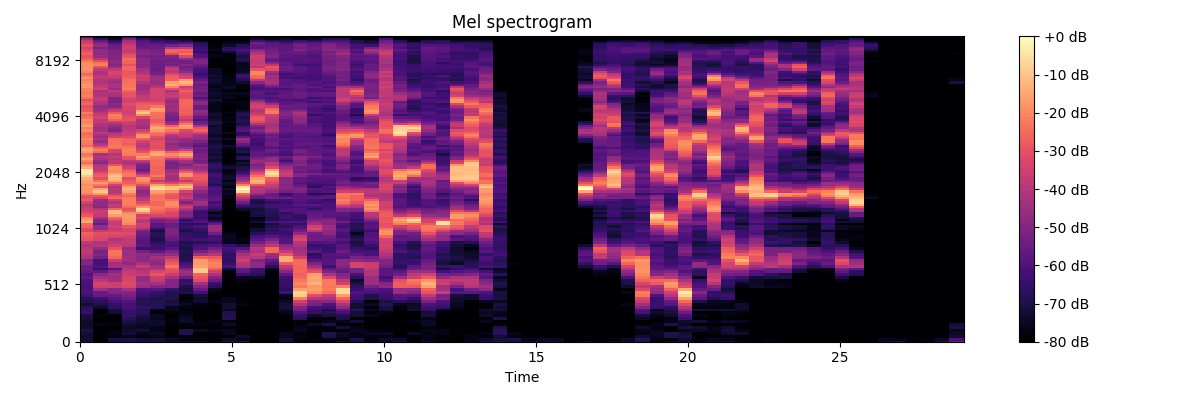 Mel spectrogram
8192
4096
2048
1024
512
0
Hz
0 5 10 15 20 25
Time
+0 dB
-10 dB
-20 dB
-30 dB
-40 dB
-50 dB
-60 dB
-70 dB
-80 dB